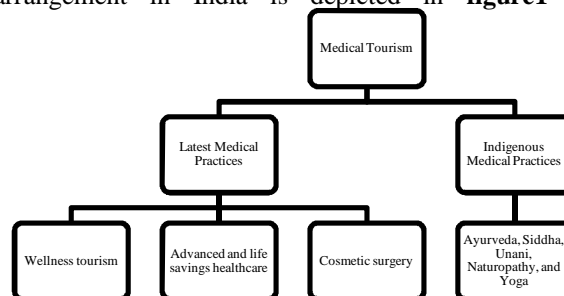 arrangement in India is depicted in figure1
Medical Tourism
Latest Medical
Practices
Indigenous
Medical Practices
Wellness tourism
Advanced and life
savings healthcare
Cosmetic surgery
Ayurveda, Siddha,
Unani,
Naturopathy, and
Yoga